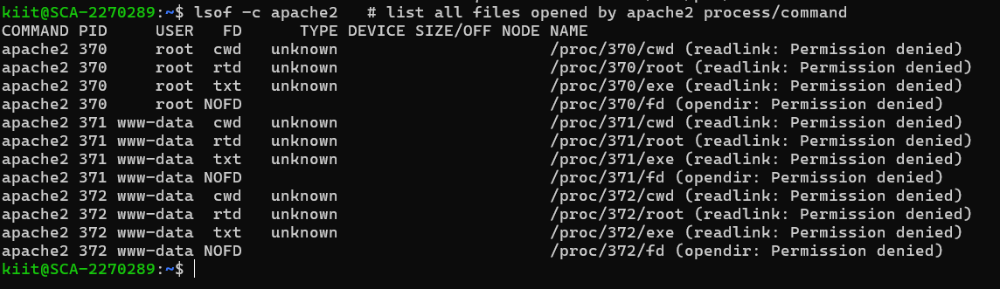 kiit@SCA-2270289:~$ lsof -c apache2   # list all files opened by apache2 process/command
COMMAND PID     USER   FD      TYPE DEVICE SIZE/OFF NODE NAME
apache2 370     root  cwd   unknown                      /proc/370/cwd (readlink: Permission denied)
apache2 370     root  rtd   unknown                      /proc/370/root (readlink: Permission denied)
apache2 370     root  txt   unknown                      /proc/370/exe (readlink: Permission denied)
apache2 370     root NOFD                                /proc/370/fd (opendir: Permission denied)
apache2 371 www-data  cwd   unknown                      /proc/371/cwd (readlink: Permission denied)
apache2 371 www-data  rtd   unknown                      /proc/371/root (readlink: Permission denied)
apache2 371 www-data  txt   unknown                      /proc/371/exe (readlink: Permission denied)
apache2 371 www-data NOFD                                /proc/371/fd (opendir: Permission denied)
apache2 372 www-data  cwd   unknown                      /proc/372/cwd (readlink: Permission denied)
apache2 372 www-data  rtd   unknown                      /proc/372/root (readlink: Permission denied)
apache2 372 www-data  txt   unknown                      /proc/372/exe (readlink: Permission denied)
apache2 372 www-data NOFD                                /proc/372/fd (opendir: Permission denied)
kiit@SCA-2270289:~$